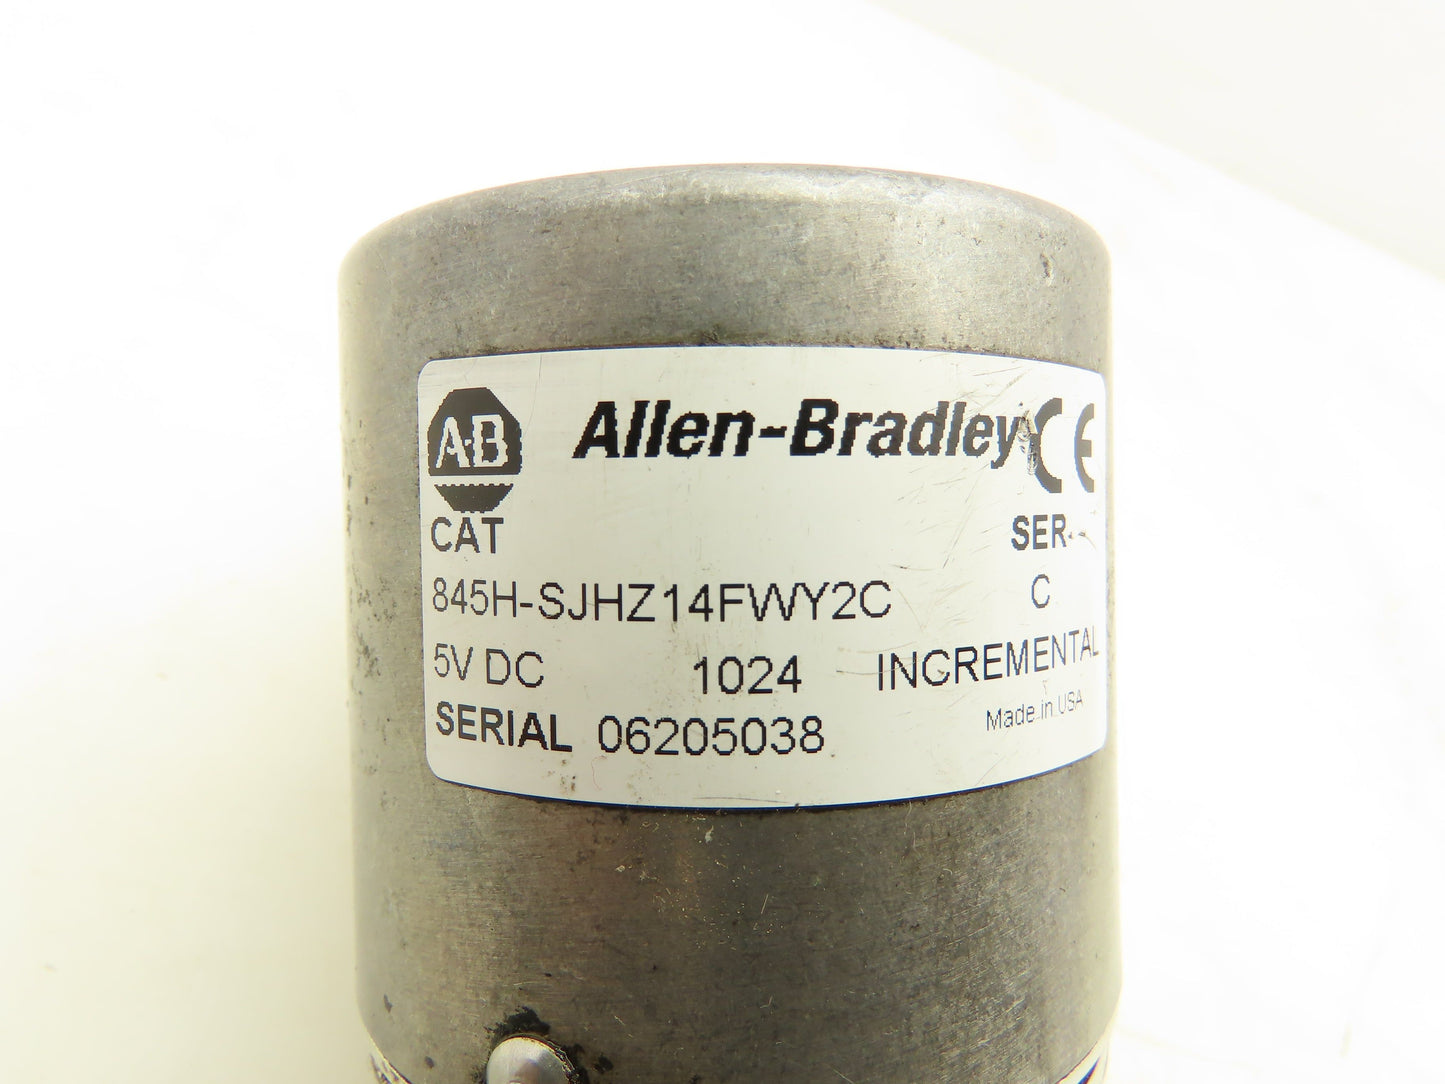 A-B Allen-Bradley CE
CAT SER
845H-SJHZ14FWY2C C
5V DC 1024 INCREMENTAL
SERIAL 06205038 Made in USA